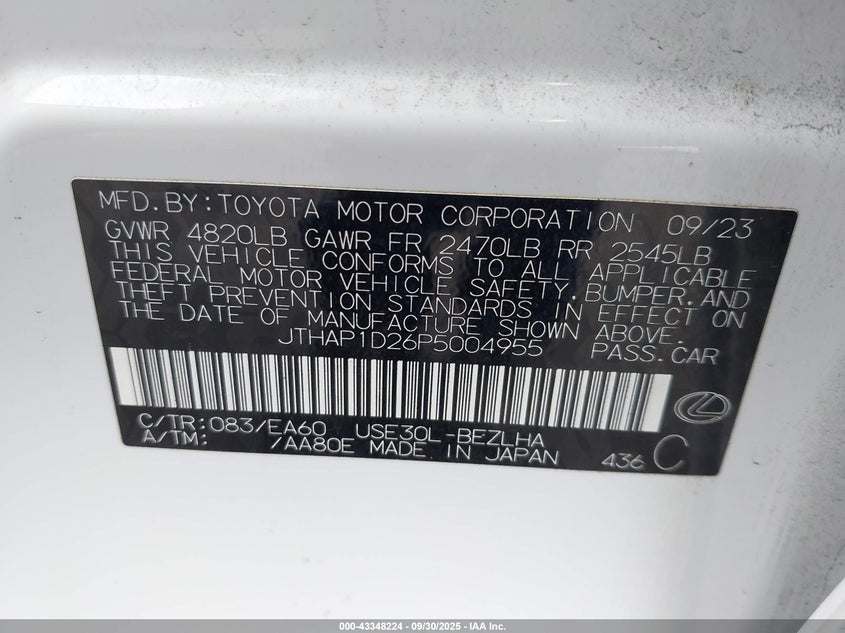 MFD.BY:TOYOTA MOTOR CORPORATION 09/23
GVWR 4820LB GAWR FR 2470LB RR 2545LB
THIS VEHICLE CONFORMS TO ALL APPLICABLE
FEDERAL MOTOR VEHICLE SAFETY,BUMPER,AND
THEFT PREVENTION STANDARDS IN EFFECT ON
THE DATE OF MANUFACTURE SHOWN ABOVE.
JTHAP1D26P5004955 PASS.CAR
C/TR:083/EA60 USE30L-BEZLHA
A/TM: /AA80E MADE IN JAPAN 436 C
000-43348224 - 09/30/2025 - IAA Inc.